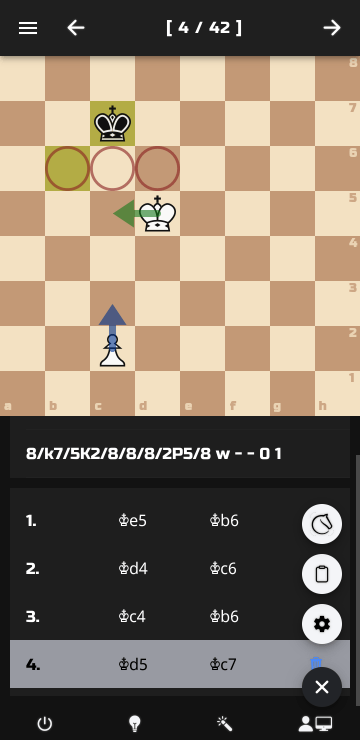 [ 4 / 42 ]
8
7
6
5
4
3
2
1
a b c d e f g h
8/k7/5K2/8/8/8/2P5/8 w - - 0 1
1. ♔e5 ♔b6
2. ♔d4 ♔c6
3. ♔c4 ♔b6
4. ♔d5 ♔c7